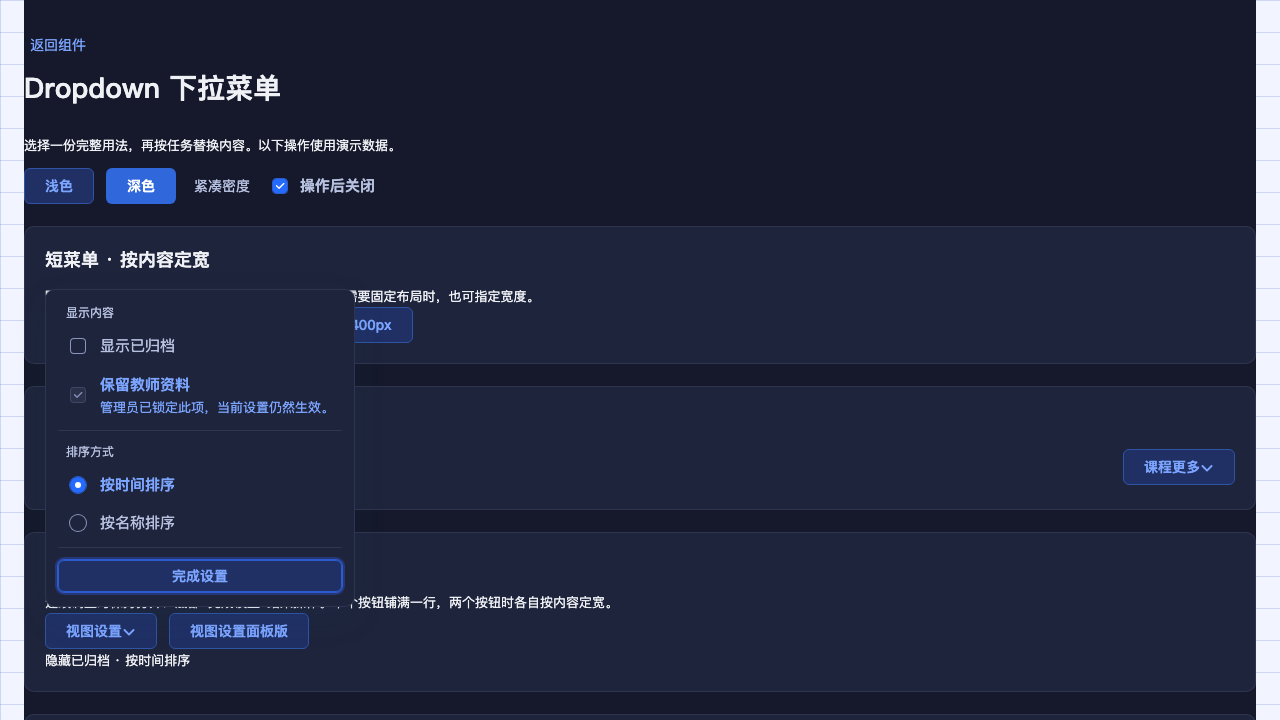 返回组件
Dropdown 下拉菜单
选择一份完整用法，再按任务替换内容。以下操作使用演示数据。
浅色
深色
紧凑密度
操作后关闭
短菜单 · 按内容定宽
要固定布局时，也可指定宽度。
400px
显示内容
显示已归档
保留教师资料
管理员已锁定此项，当前设置仍然生效。
排序方式
按时间排序
按名称排序
完成设置
课程更多
个按钮铺满一行，两个按钮时各自按内容定宽。
视图设置
视图设置面板版
隐藏已归档 · 按时间排序